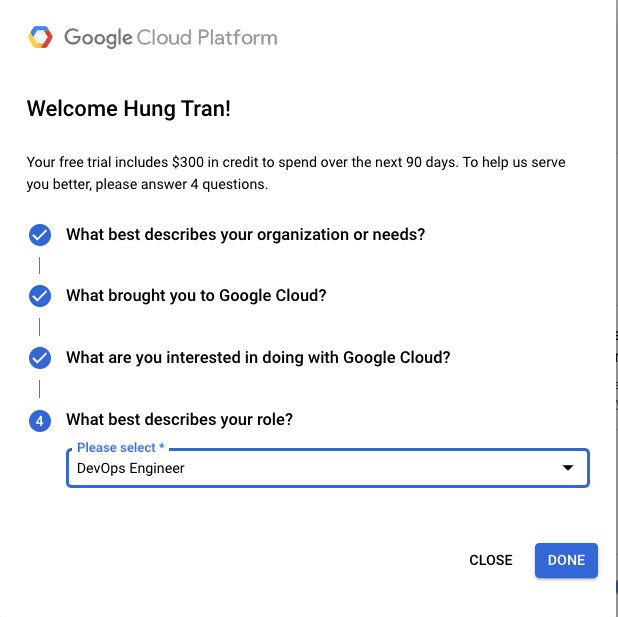 Google Cloud Platform
Welcome Hung Tran!
Your free trial includes $300 in credit to spend over the next 90 days. To help us serve
you better, please answer 4 questions.
What best describes your organization or needs?
What brought you to Google Cloud?
What are you interested in doing with Google Cloud?
4 What best describes your role?
Please select *
DevOps Engineer
CLOSE DONE